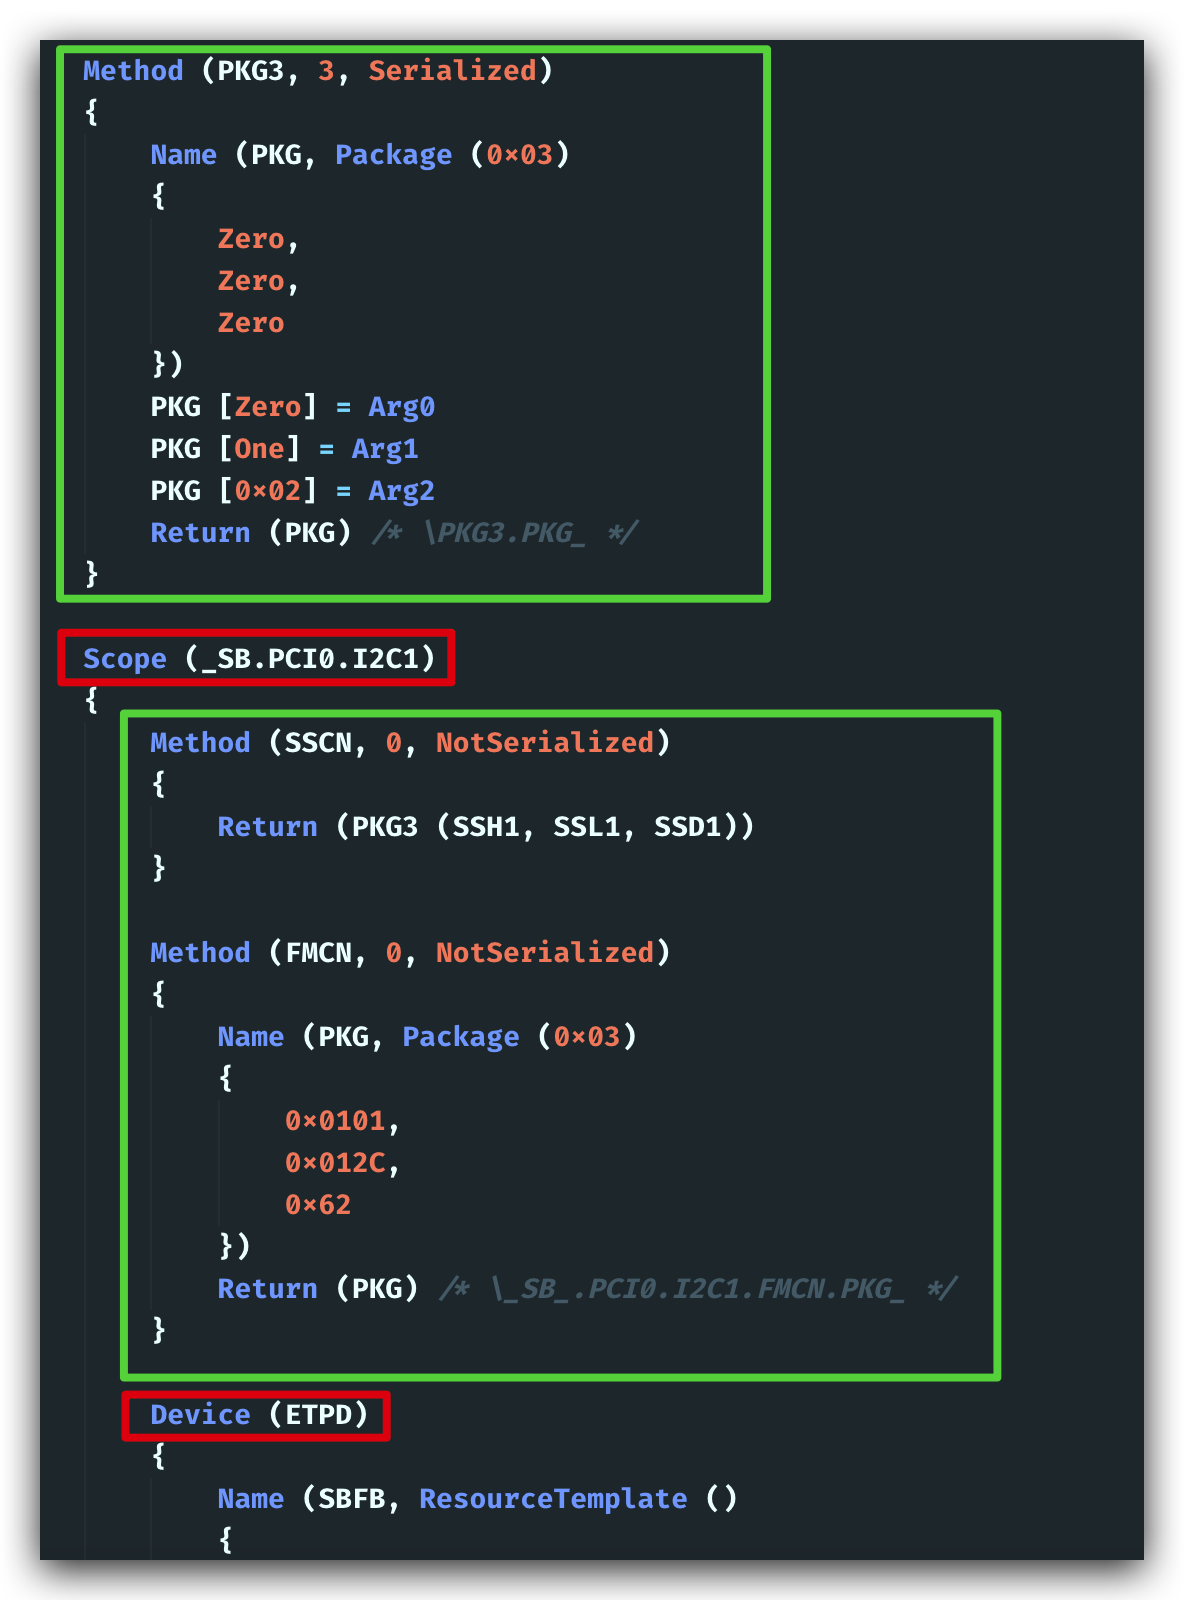 Method (PKG3, 3, Serialized)
{
    Name (PKG, Package (0×03)
    {
        Zero,
        Zero,
        Zero
    })
    PKG [Zero] = Arg0
    PKG [One] = Arg1
    PKG [0×02] = Arg2
    Return (PKG) /* \PKG3.PKG_ */
}
Scope (_SB.PCI0.I2C1)
{
    Method (SSCN, 0, NotSerialized)
    {
        Return (PKG3 (SSH1, SSL1, SSD1))
    }
    Method (FMCN, 0, NotSerialized)
    {
        Name (PKG, Package (0×03)
        {
            0×0101,
            0×012C,
            0×62
        })
        Return (PKG) /* \_SB_.PCI0.I2C1.FMCN.PKG_ */
    }
    Device (ETPD)
    {
        Name (SBFB, ResourceTemplate ()
        {